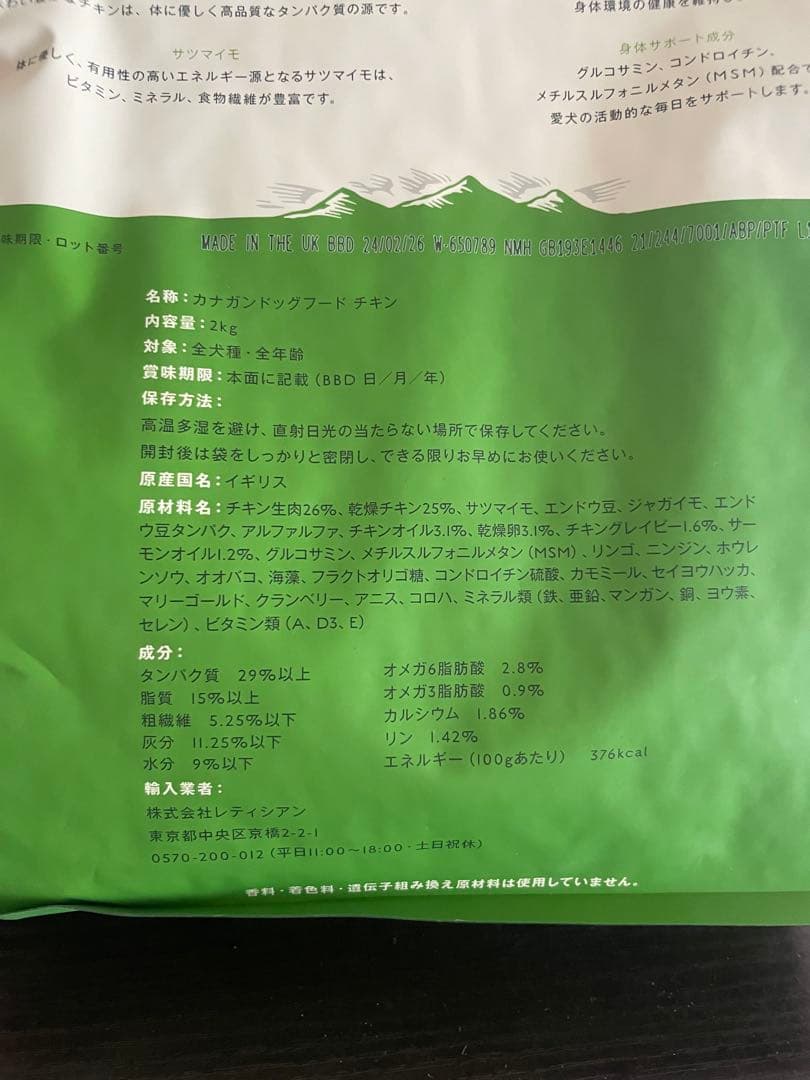 チキンは、体に優しく高品質なタンパク質の源です。
身体環境の健康を維持
サツマイモ
体に優しく、有用性の高いエネルギー源となるサツマイモは、
ビタミン、ミネラル、食物繊維が豊富です。
身体サポート成分
グルコサミン、コンドロイチン、
メチルスルフォニルメタン(MSM)配合で
愛犬の活動的な毎日をサポートします。
味期限・ロット番号
MADE IN THE UK BBD 24/02/26 W-650789 NMH GB193E1446 21/244/7001/ABP/PTF
名称:カナガンドッグフード チキン
内容量:2kg
対象:全犬種・全年齢
賞味期限:本面に記載(BBD 日/月/年)
保存方法:
高温多湿を避け、直射日光の当たらない場所で保存してください。
開封後は袋をしっかりと密閉し、できる限りお早めにお使いください。
原産国名:イギリス
原材料名:チキン生肉26%、乾燥チキン25%、サツマイモ、エンドウ豆、ジャガイモ、エンド
ウ豆タンパク、アルファルファ、チキンオイル3.1%、乾燥卵3.1%、チキングレイビー1.6%、サー
モンオイル1.2%、グルコサミン、メチルスルフォニルメタン(MSM)、リンゴ、ニンジン、ホウレ
ンソウ、オオバコ、海藻、フラクトオリゴ糖、コンドロイチン硫酸、カモミール、セイヨウハッカ、
マリーゴールド、クランベリー、アニス、コロハ、ミネラル類(鉄、亜鉛、マンガン、銅、ヨウ素、
セレン)、ビタミン類(A、D3、E)
成分:
タンパク質 29%以上
脂質 15%以上
粗繊維 5.25%以下
灰分 11.25%以下
水分 9%以下
オメガ6脂肪酸 2.8%
オメガ3脂肪酸 0.9%
カルシウム 1.86%
リン 1.42%
エネルギー(100gあたり) 376kcal
輸入業者:
株式会社レティシアン
東京都中央区京橋2-2-1
0570-200-012(平日11:00~18:00・土日祝休)
香料・着色料・遺伝子組み換え原材料は使用していません。